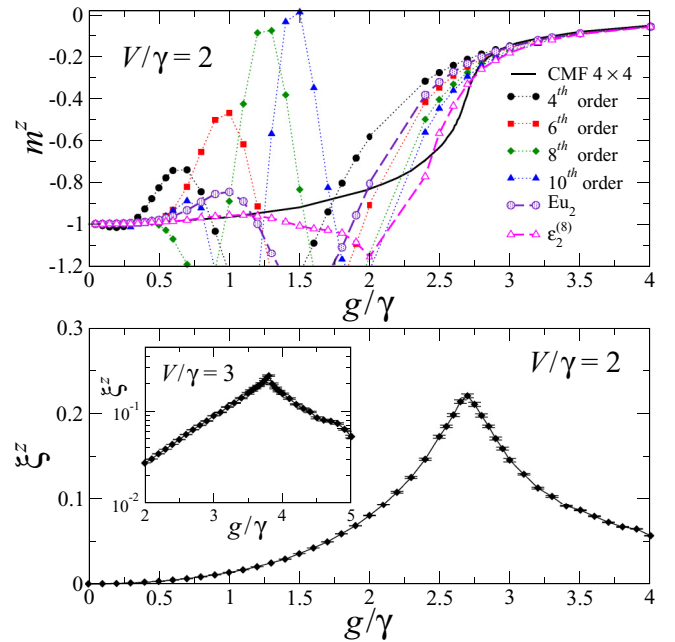 V/γ = 2
-0
-0.2
-0.4
-0.6
-0.8
-1
-1.2
m^z
CMF 4 × 4
4^th order
6^th order
8^th order
10^th order
Eu_2
ε_2^(8)
0 0.5 1 1.5 2 2.5 3 3.5 4
g/γ
0.3
0.2
0.1
0
ξ^z
V/γ = 2
V/γ = 3
ξ^z
10^-1
10^-2
2 3 4 5
g/γ
0 0.5 1 1.5 2 2.5 3 3.5 4
g/γ